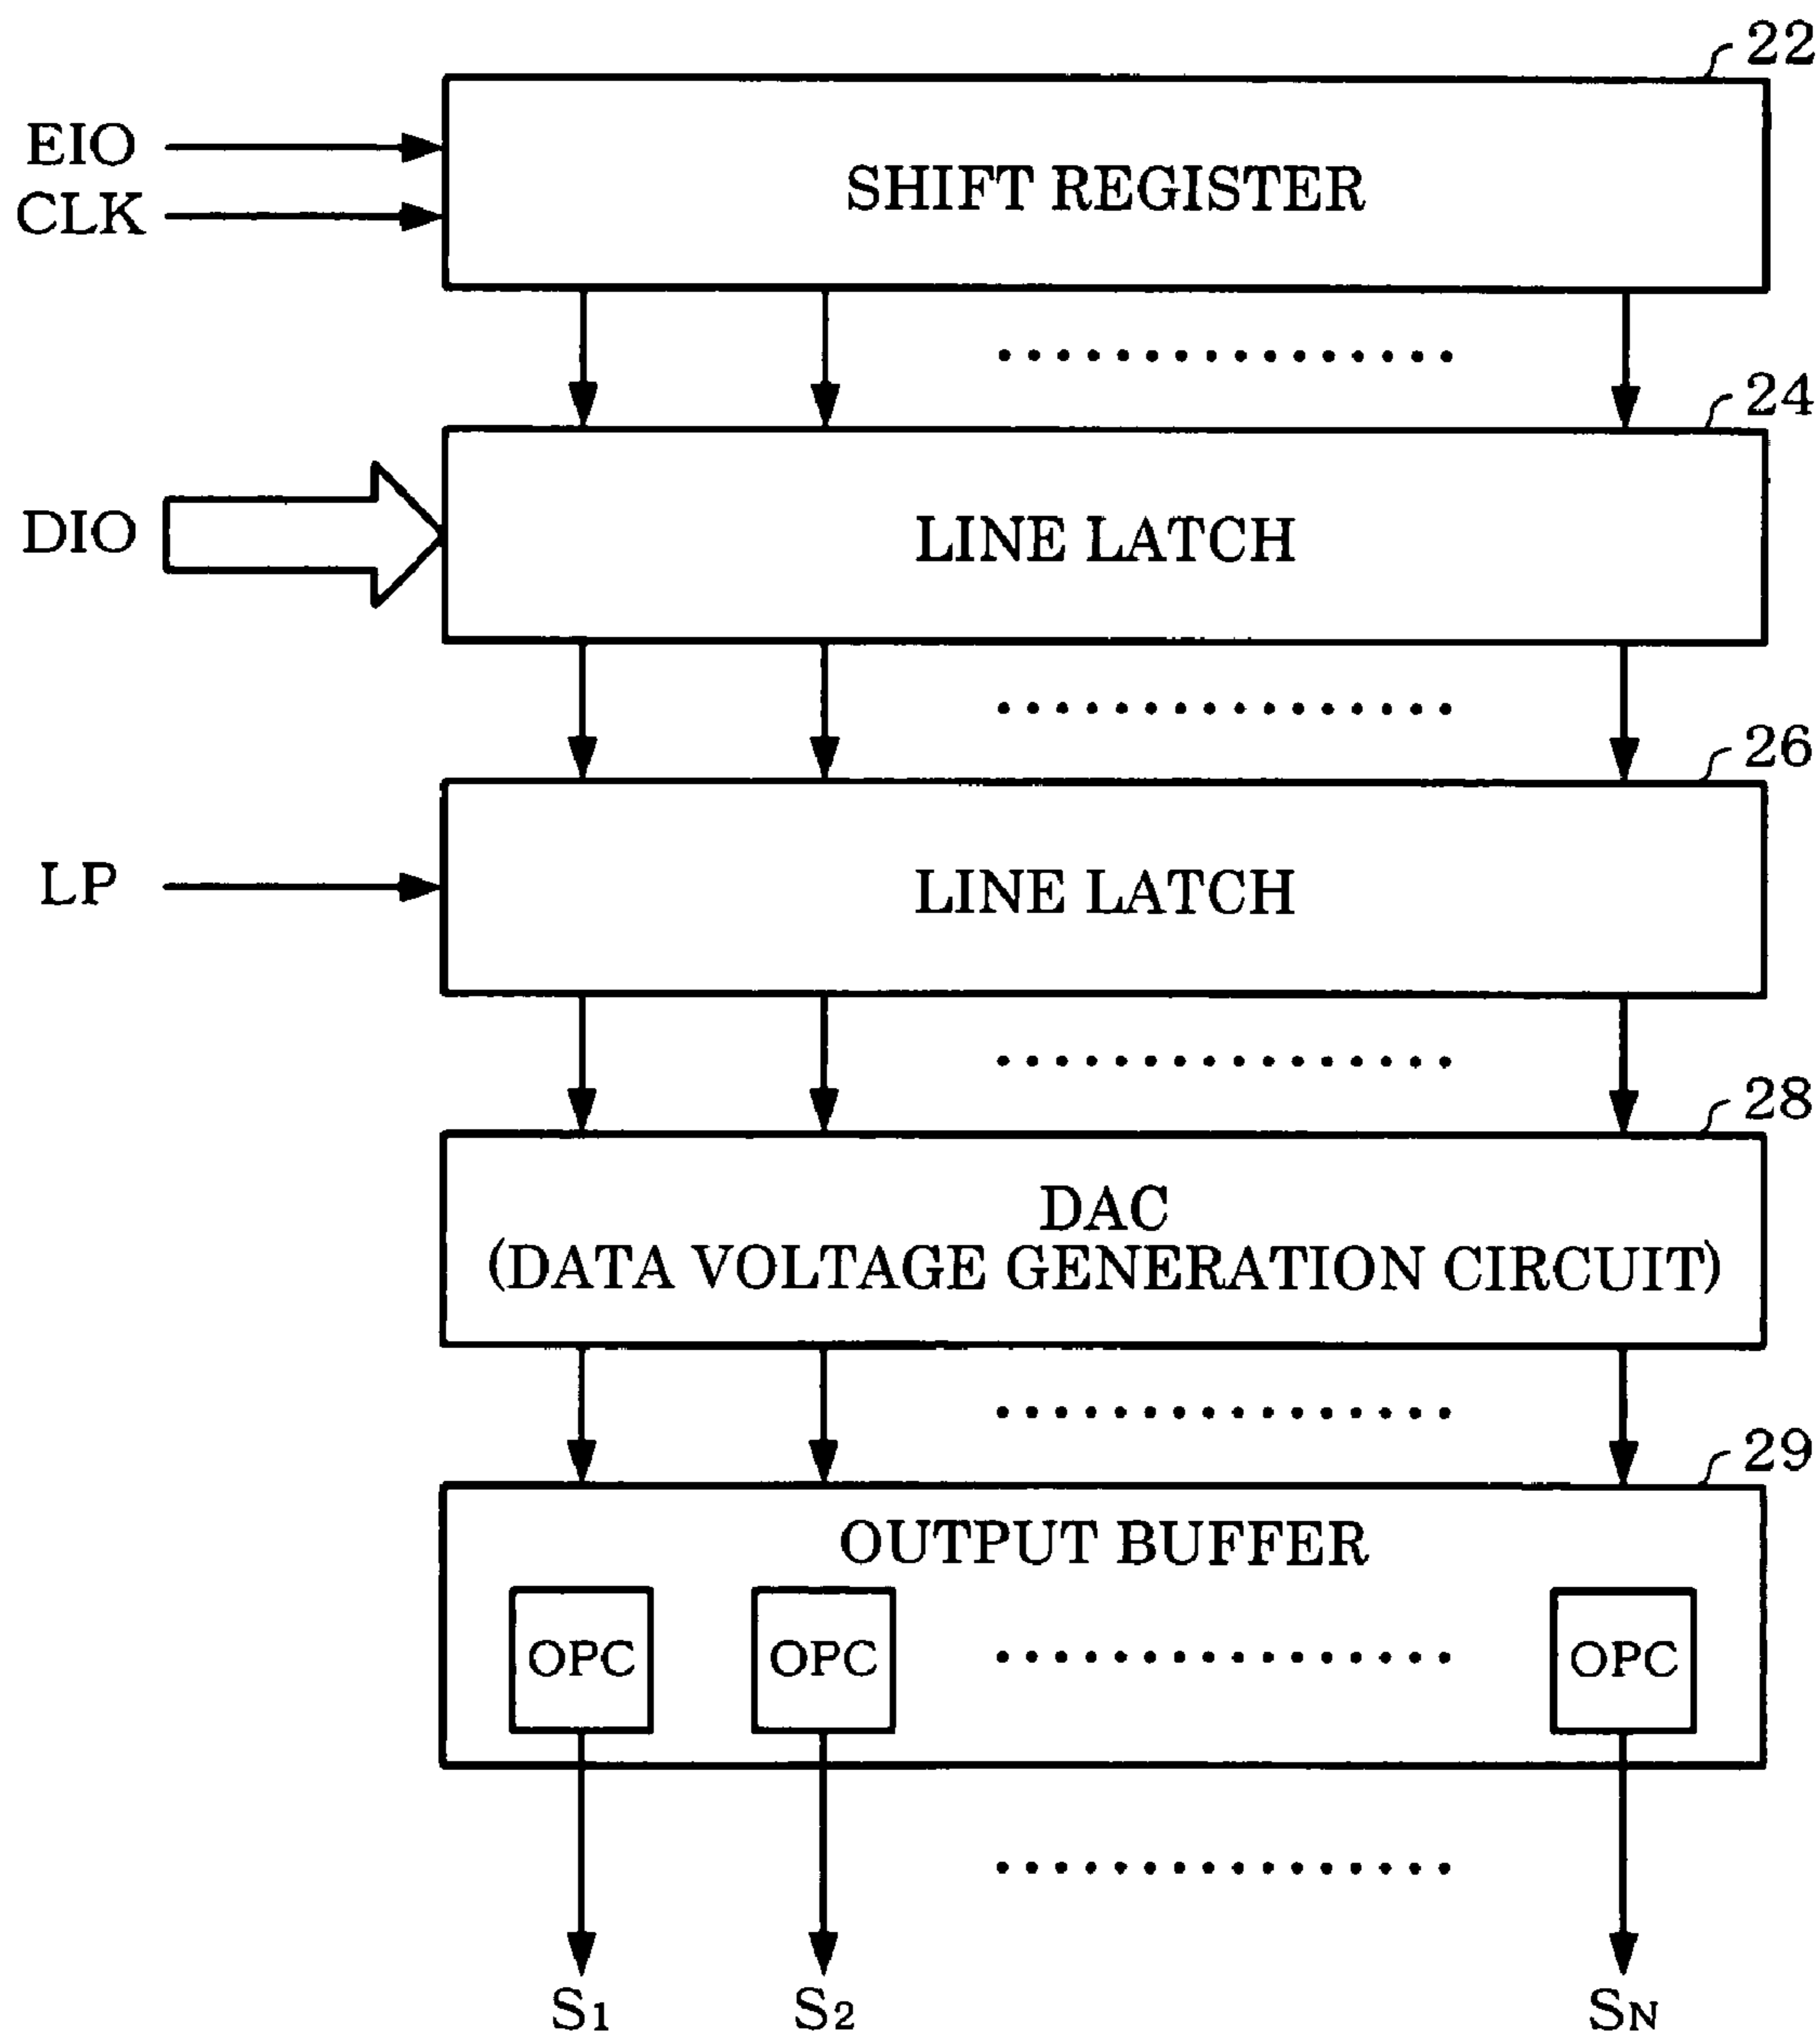 22
EIO
CLK
SHIFT REGISTER
24
DIO
LINE LATCH
26
LP
LINE LATCH
28
DAC
(DATA VOLTAGE GENERATION CIRCUIT)
29
OUTPUT BUFFER
OPC OPC OPC
S1 S2 SN